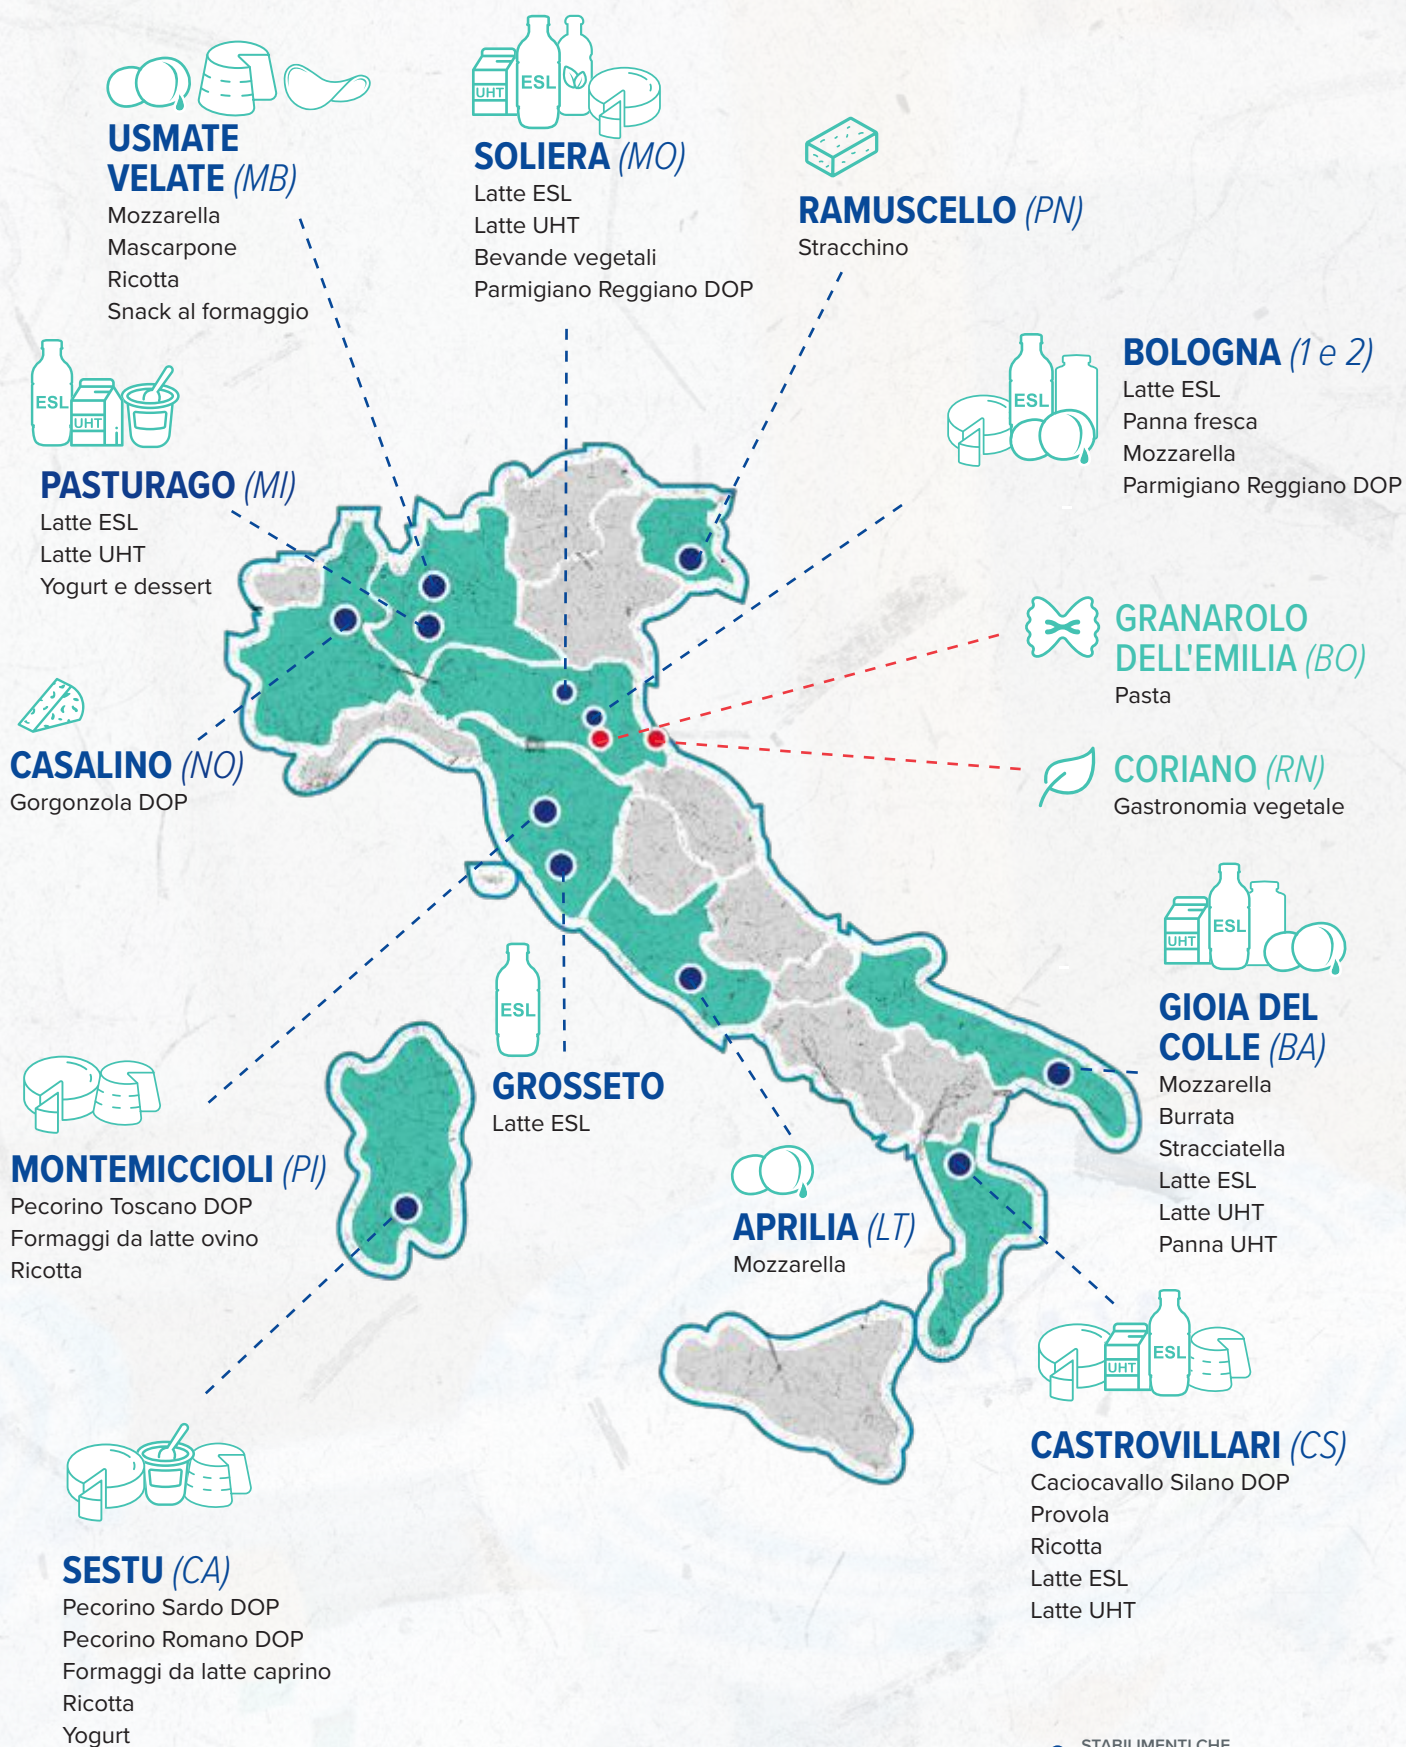 USMATE
VELATE (MB)
Mozzarella
Mascarpone
Ricotta
Snack al formaggio
UHT
ESL
SOLIERA (MO)
Latte ESL
Latte UHT
Bevande vegetali
Parmigiano Reggiano DOP
RAMUSCELLO (PN)
Stracchino
ESL
BOLOGNA (1 e 2)
Latte ESL
Panna fresca
Mozzarella
Parmigiano Reggiano DOP
ESL
UHT
PASTURAGO (MI)
Latte ESL
Latte UHT
Yogurt e dessert
GRANAROLO
DELL'EMILIA (BO)
Pasta
CASALINO (NO)
Gorgonzola DOP
CORIANO (RN)
Gastronomia vegetale
UHT
ESL
GIOIA DEL
COLLE (BA)
Mozzarella
Burrata
Stracciatella
Latte ESL
Latte UHT
Panna UHT
ESL
GROSSETO
Latte ESL
MONTEMICCIOLI (PI)
Pecorino Toscano DOP
Formaggi da latte ovino
Ricotta
APRILIA (LT)
Mozzarella
UHT
ESL
CASTROVILLARI (CS)
Caciocavallo Silano DOP
Provola
Ricotta
Latte ESL
Latte UHT
SESTU (CA)
Pecorino Sardo DOP
Pecorino Romano DOP
Formaggi da latte caprino
Ricotta
Yogurt
STABILIMENTI CHE